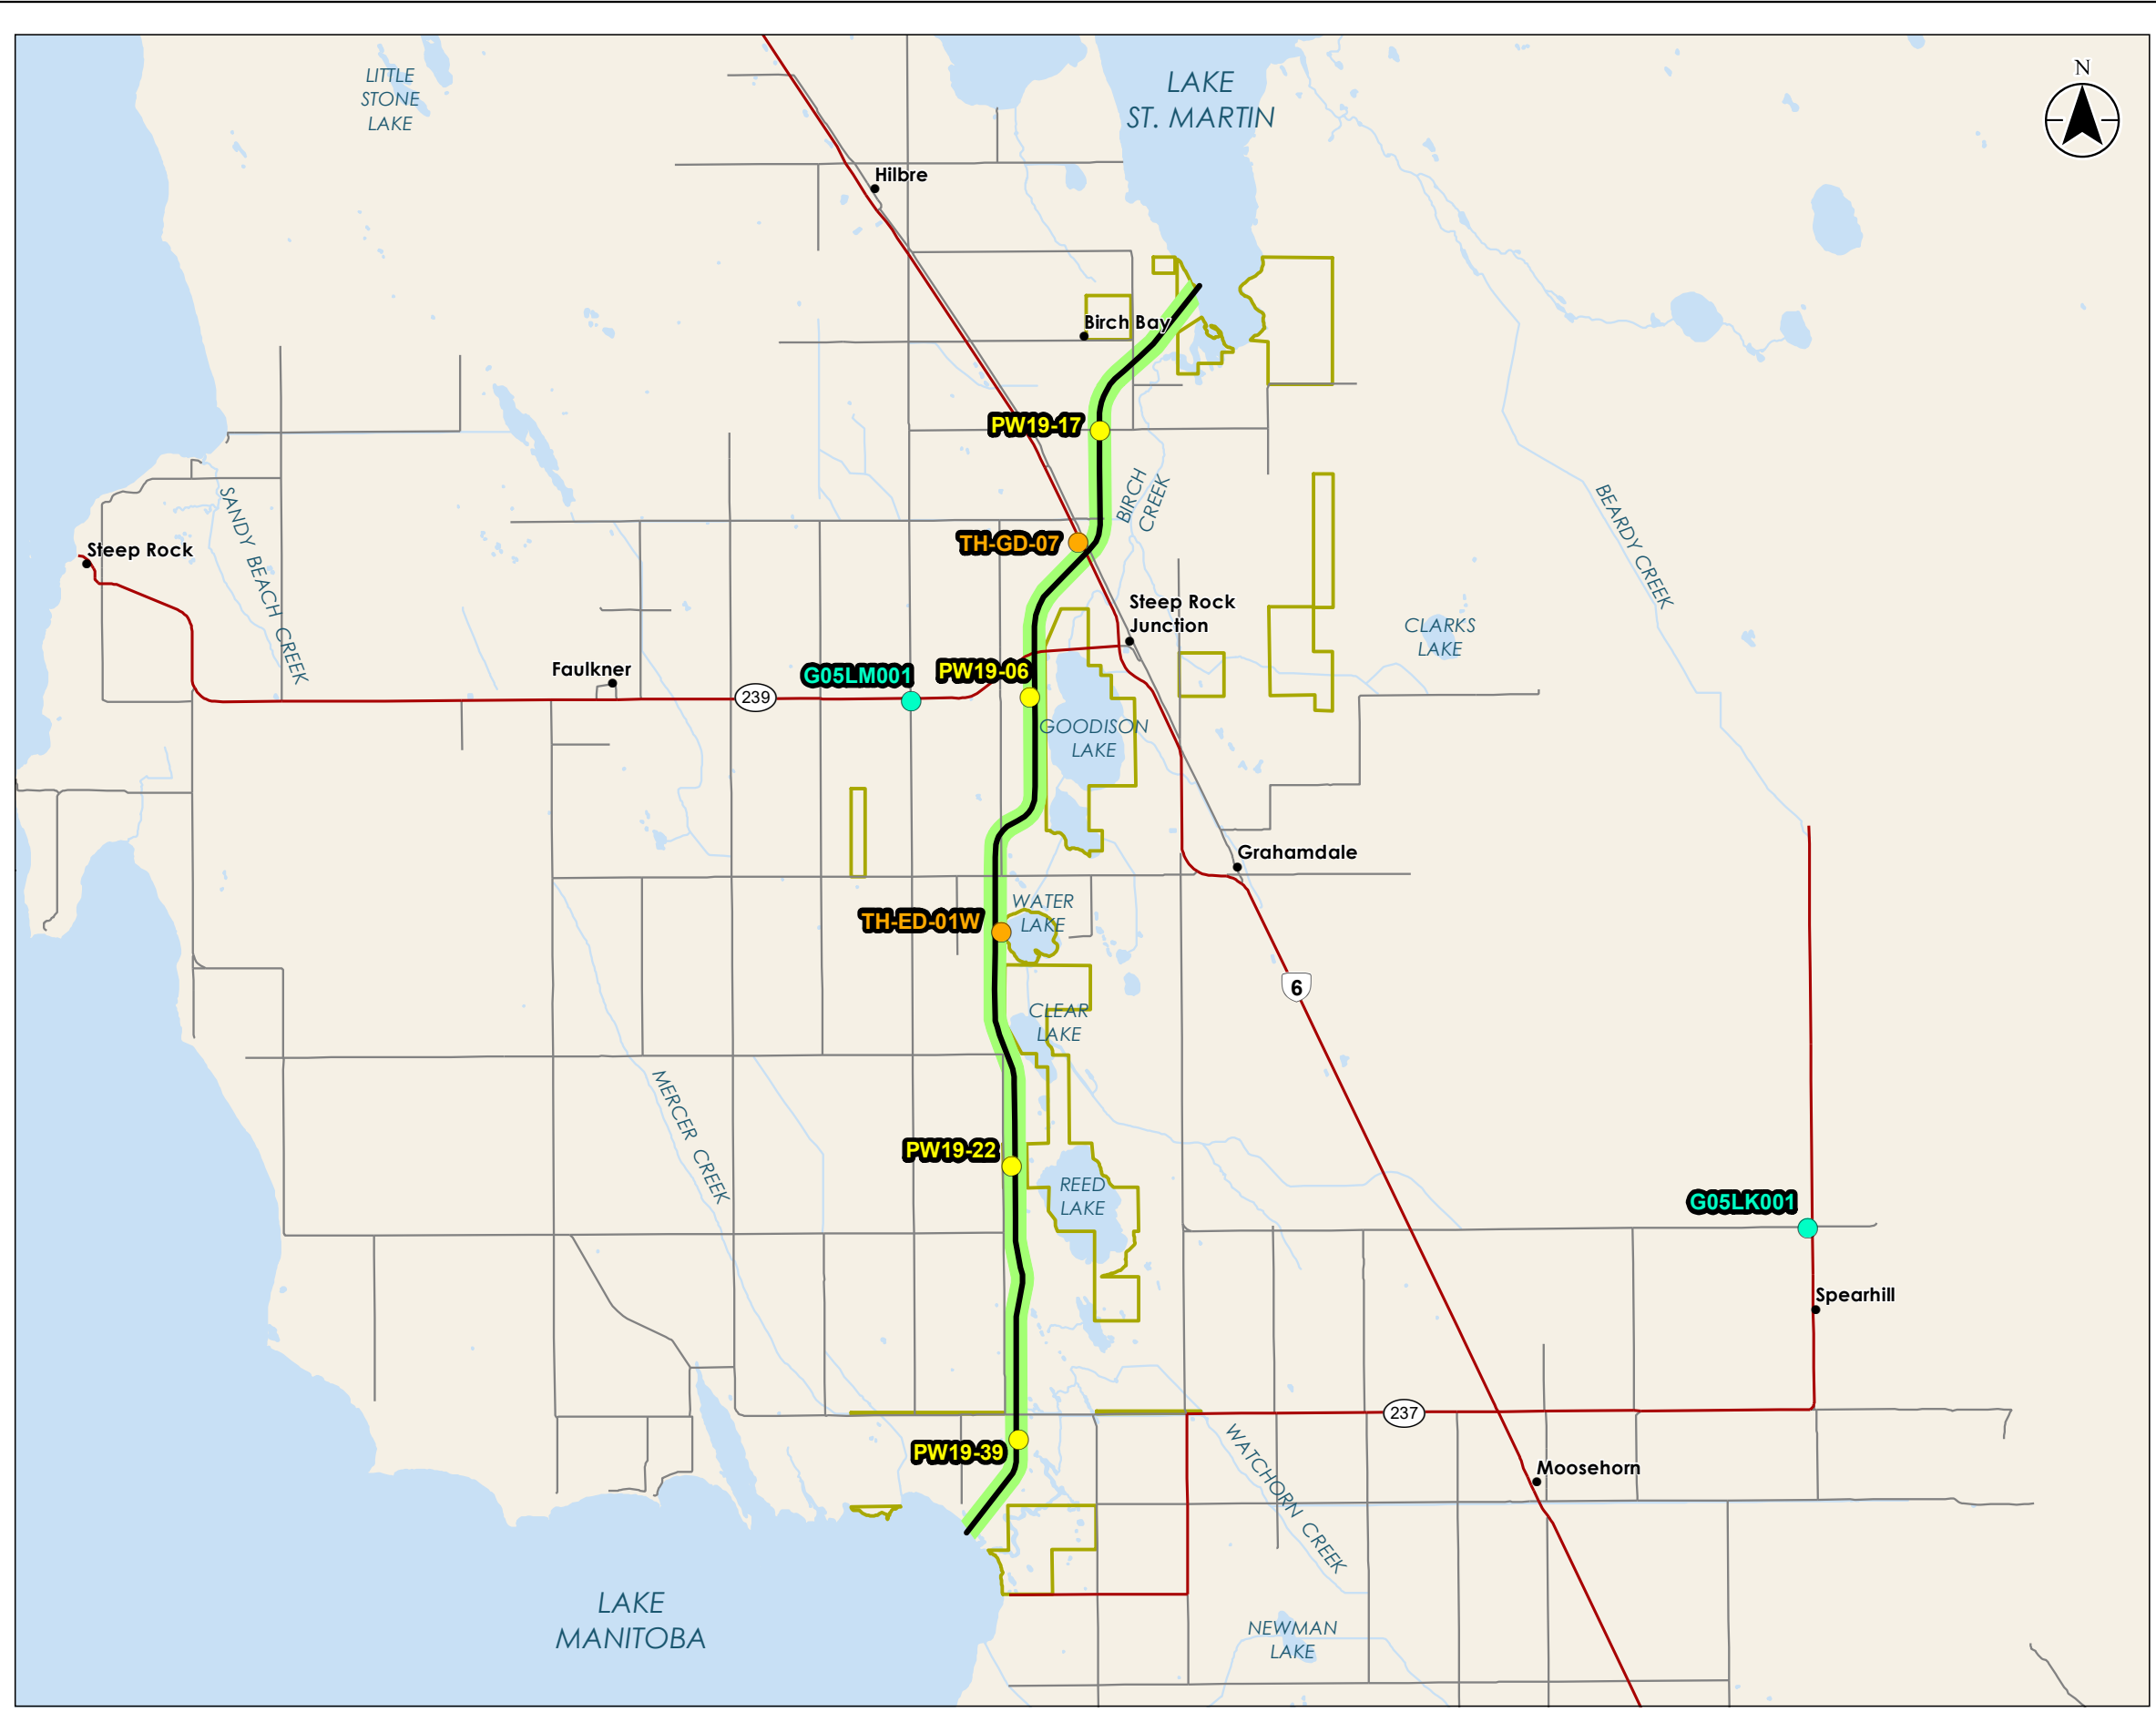 LITTLE
STONE
LAKE
LAKE
ST. MARTIN
N
Hilbre
Birch Bay
PW19-17
BIRCH
CREEK
SANDY BEACH CREEK
BEARDY CREEK
TH-GD-07
Steep Rock
Steep Rock
Junction
CLARKS
LAKE
Faulkner
G05LM001
PW19-06
239
GOODISON
LAKE
Grahamdale
WATER
LAKE
TH-ED-01W
6
CLEAR
LAKE
MERCER CREEK
PW19-22
REED
LAKE
G05LK001
Spearhill
237
PW19-39
WATCHORN CREEK
Moosehorn
LAKE
MANITOBA
NEWMAN
LAKE